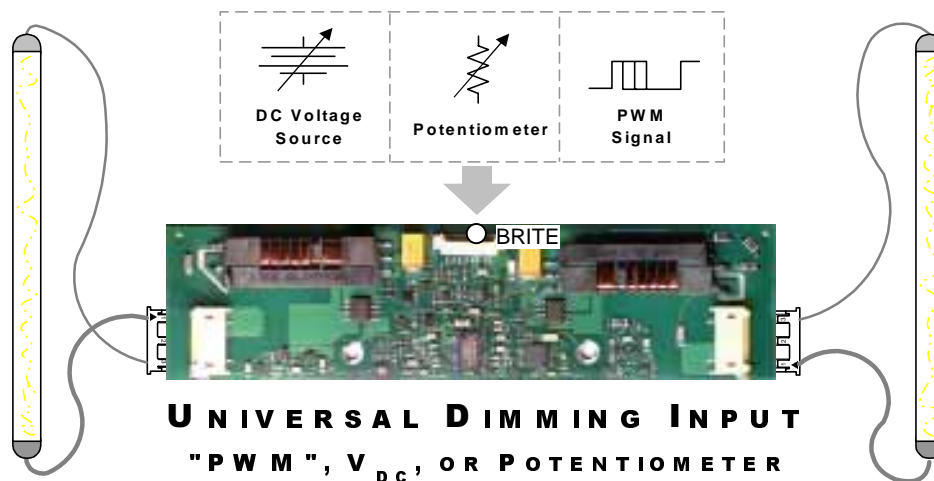 DC Voltage Source
Potentiometer
PWM Signal
BRITE
UNIVERSAL DIMMING INPUT
"PWM", VDC, OR POTENTIOMETER